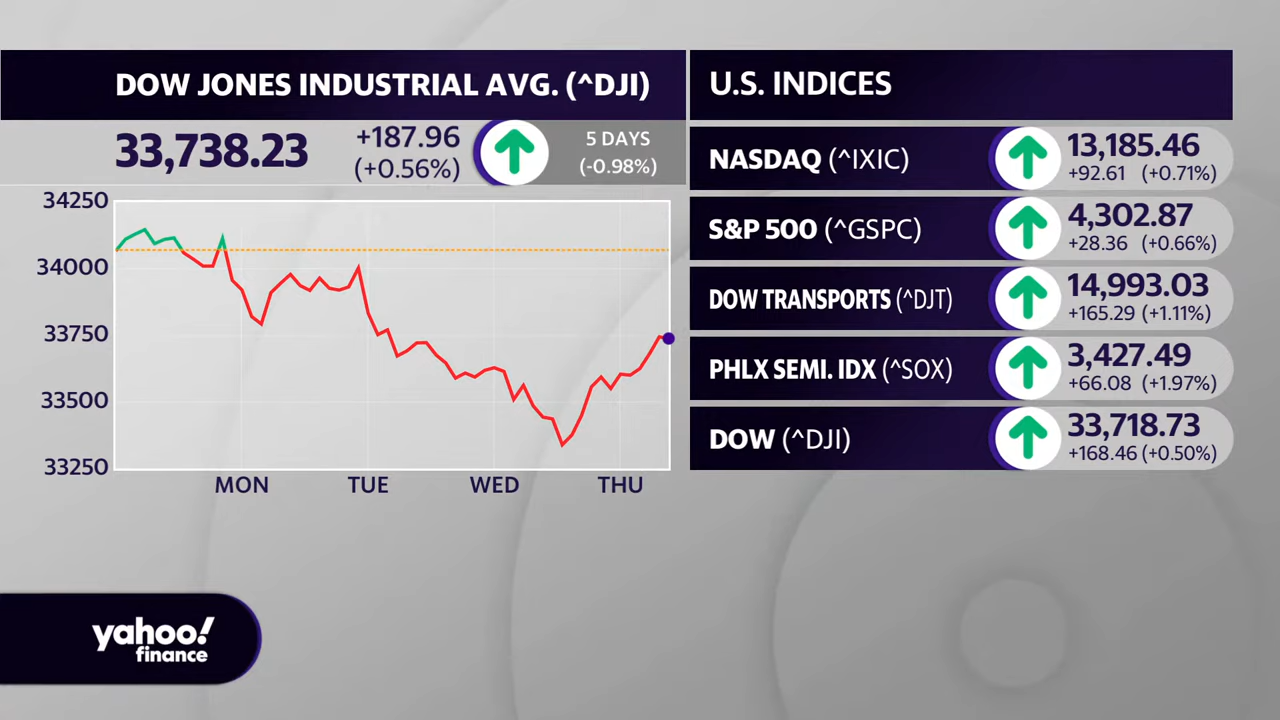 DOW JONES INDUSTRIAL AVG. (^DJI)
33,738.23
+187.96
(+0.56%)
5 DAYS
(-0.98%)
34250
34000
33750
33500
33250
MON TUE WED THU
U.S. INDICES
NASDAQ (^IXIC)
13,185.46
+92.61 (+0.71%)
S&P 500 (^GSPC)
4,302.87
+28.36 (+0.66%)
DOW TRANSPORTS (^DJT)
14,993.03
+165.29 (+1.11%)
PHLX SEMI. IDX (^SOX)
3,427.49
+66.08 (+1.97%)
DOW (^DJI)
33,718.73
+168.46 (+0.50%)
yahoo!
finance